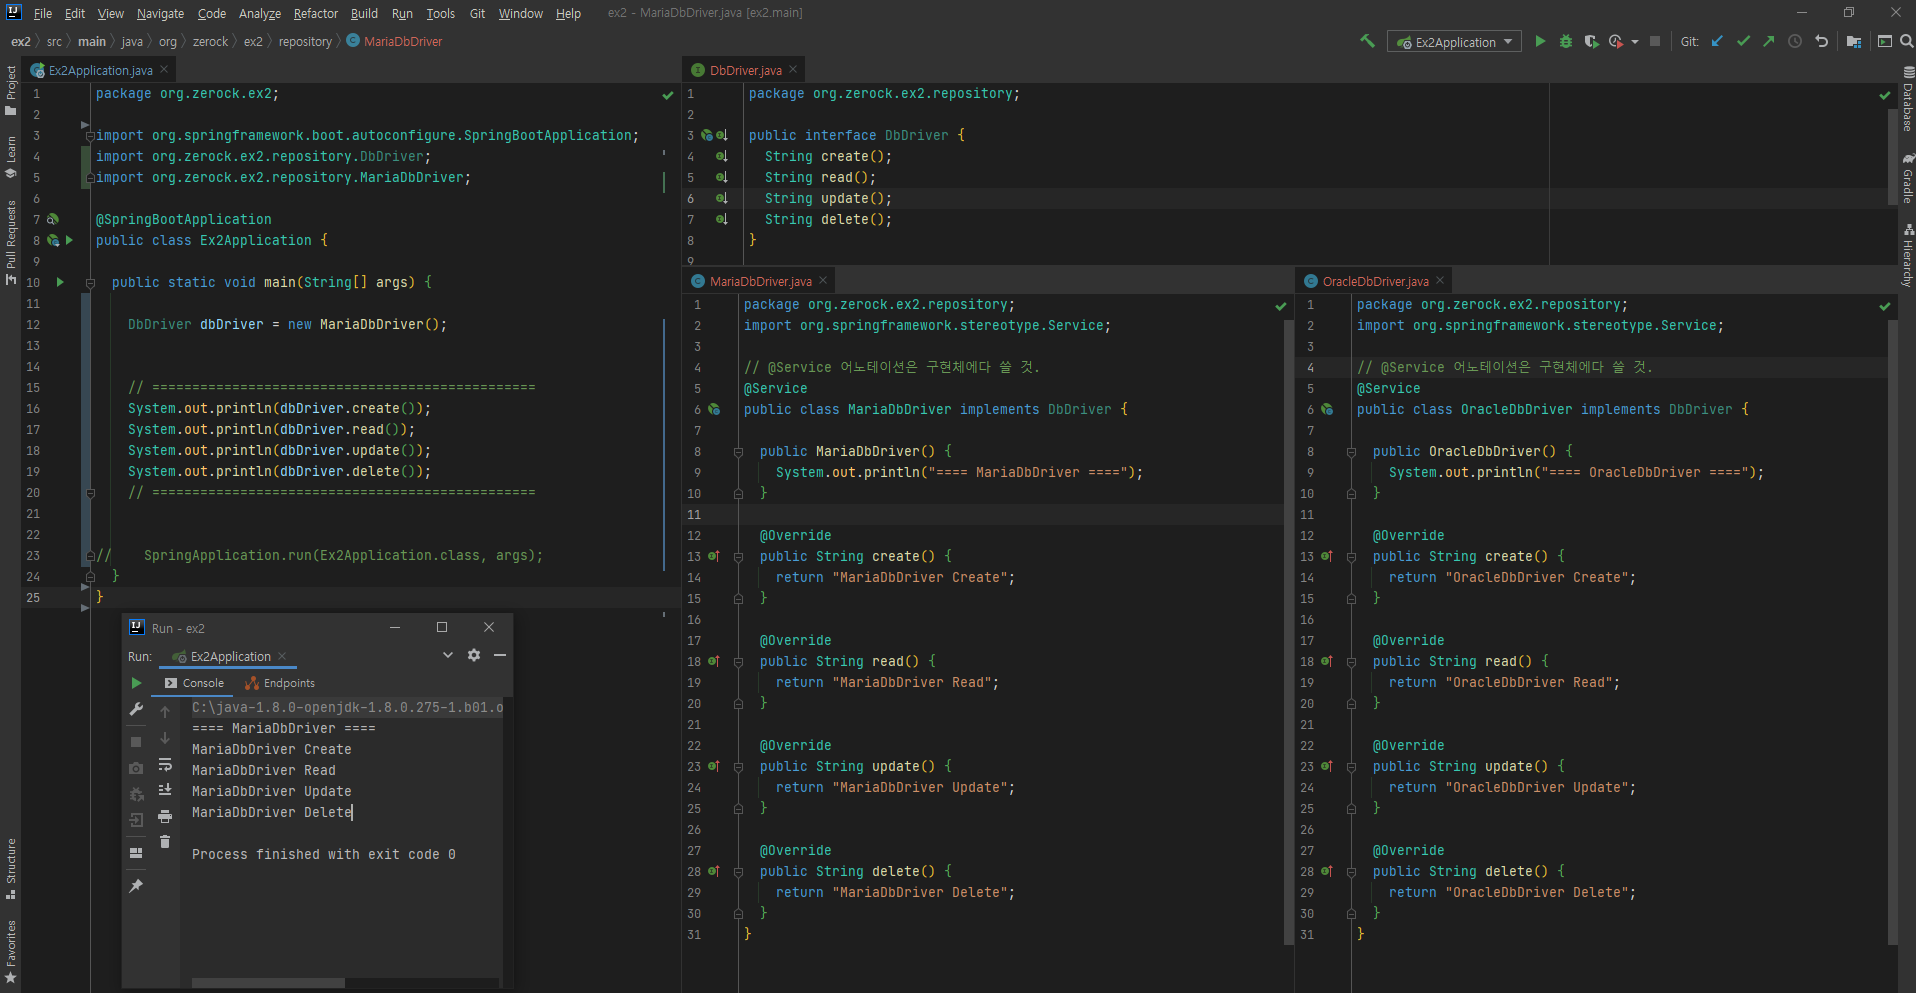 File Edit View Navigate Code Analyze Refactor Build Run Tools Git Window Help ex2 - MariaDbDriver.java [ex2.main]
ex2 src main java org zerock ex2 repository MariaDbDriver
Ex2Application
Git:
Project
Learn
Pull Requests
Structure
Favorites
Ex2Application.java
1 package org.zerock.ex2;
2
3 import org.springframework.boot.autoconfigure.SpringBootApplication;
4 import org.zerock.ex2.repository.DbDriver;
5 import org.zerock.ex2.repository.MariaDbDriver;
6
7 @SpringBootApplication
8 public class Ex2Application {
9
10 public static void main(String[] args) {
11
12 DbDriver dbDriver = new MariaDbDriver();
13
14
15 // ================================================
16 System.out.println(dbDriver.create());
17 System.out.println(dbDriver.read());
18 System.out.println(dbDriver.update());
19 System.out.println(dbDriver.delete());
20 // ================================================
21
22
23 // SpringApplication.run(Ex2Application.class, args);
24 }
25 }
Run - ex2
Run: Ex2Application
Console Endpoints
C:\java-1.8.0-openjdk-1.8.0.275-1.b01.o
==== MariaDbDriver ====
MariaDbDriver Create
MariaDbDriver Read
MariaDbDriver Update
MariaDbDriver Delete
Process finished with exit code 0
DbDriver.java
1 package org.zerock.ex2.repository;
2
3 public interface DbDriver {
4 String create();
5 String read();
6 String update();
7 String delete();
8 }
9
MariaDbDriver.java
1 package org.zerock.ex2.repository;
2 import org.springframework.stereotype.Service;
3
4 // @Service 어노테이션은 구현체에다 쓸 것.
5 @Service
6 public class MariaDbDriver implements DbDriver {
7
8 public MariaDbDriver() {
9 System.out.println("==== MariaDbDriver ====");
10 }
11
12 @Override
13 public String create() {
14 return "MariaDbDriver Create";
15 }
16
17 @Override
18 public String read() {
19 return "MariaDbDriver Read";
20 }
21
22 @Override
23 public String update() {
24 return "MariaDbDriver Update";
25 }
26
27 @Override
28 public String delete() {
29 return "MariaDbDriver Delete";
30 }
31 }
OracleDbDriver.java
1 package org.zerock.ex2.repository;
2 import org.springframework.stereotype.Service;
3
4 // @Service 어노테이션은 구현체에다 쓸 것.
5 @Service
6 public class OracleDbDriver implements DbDriver {
7
8 public OracleDbDriver() {
9 System.out.println("==== OracleDbDriver ====");
10 }
11
12 @Override
13 public String create() {
14 return "OracleDbDriver Create";
15 }
16
17 @Override
18 public String read() {
19 return "OracleDbDriver Read";
20 }
21
22 @Override
23 public String update() {
24 return "OracleDbDriver Update";
25 }
26
27 @Override
28 public String delete() {
29 return "OracleDbDriver Delete";
30 }
31 }
Database
Gradle
Hierarchy